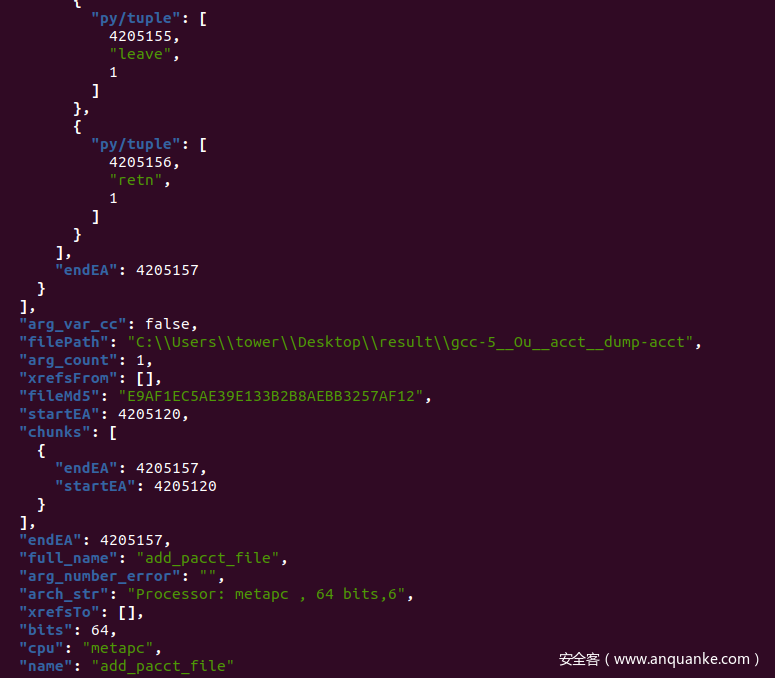 {
"py/tuple": [
4205155,
"leave",
1
]
},
{
"py/tuple": [
4205156,
"retn",
1
]
}
],
"endEA": 4205157
}
],
"arg_var_cc": false,
"filePath": "C:\\Users\\tower\\Desktop\\result\\gcc-5__Ou__acct__dump-acct",
"arg_count": 1,
"xrefsFrom": [],
"fileMd5": "E9AF1EC5AE39E133B2B8AEBB3257AF12",
"startEA": 4205120,
"chunks": [
{
"endEA": 4205157,
"startEA": 4205120
}
],
"endEA": 4205157,
"full_name": "add_pacct_file",
"arg_number_error": "",
"arch_str": "Processor: metapc , 64 bits,6",
"xrefsTo": [],
"bits": 64,
"cpu": "metapc",
"name": "add_pacct_file"
安全客（www.anquanke.com）